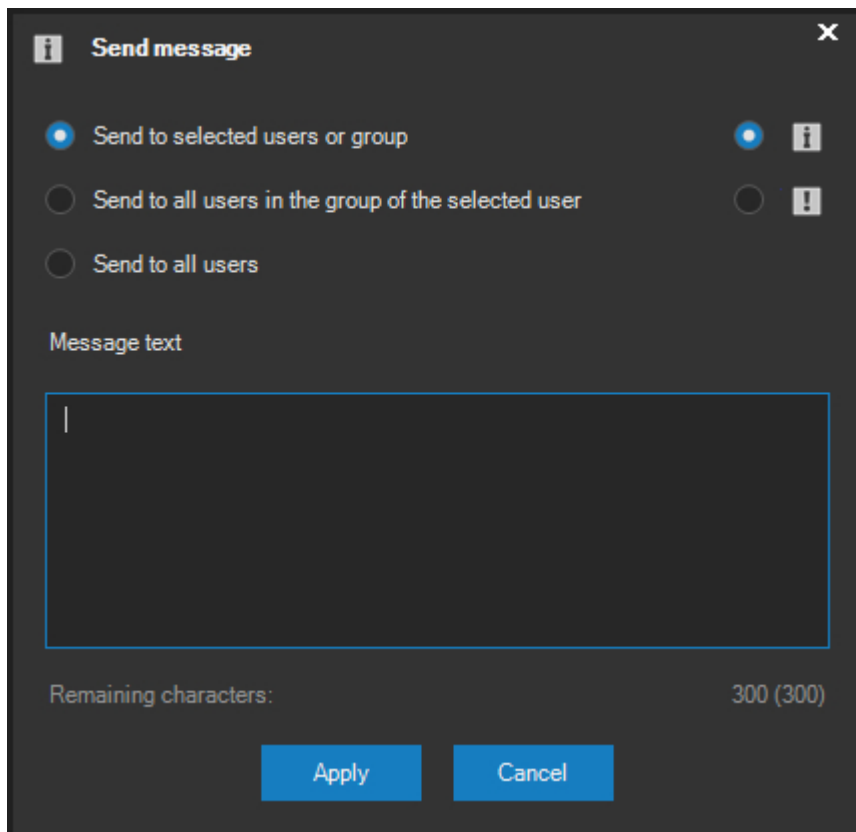 Send message
Send to selected users or group
Send to all users in the group of the selected user
Send to all users
Message text
Remaining characters: 300 (300)
Apply Cancel